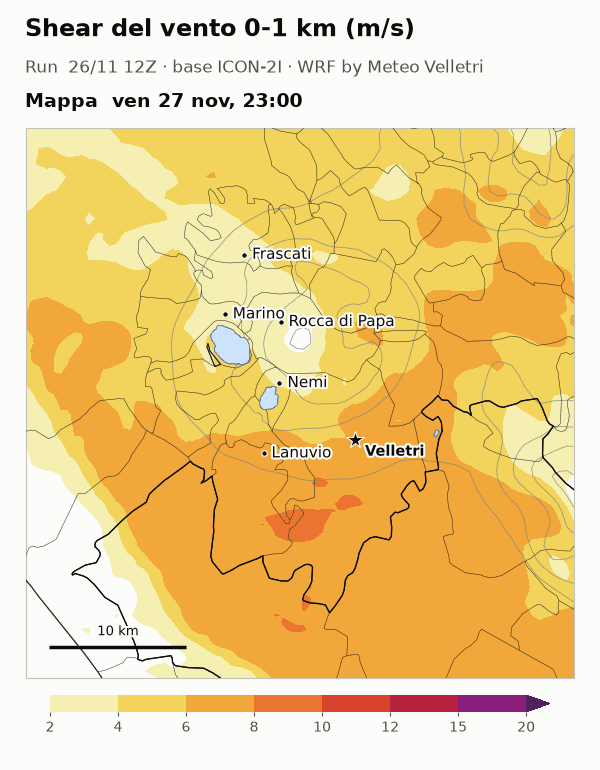 Shear del vento 0-1 km (m/s)
Run  26/11 12Z · base ICON-2I · WRF by Meteo Velletri
Mappa  ven 27 nov, 23:00
Frascati
Marino
Rocca di Papa
Nemi
Velletri
Lanuvio
10 km
2 4 6 8 10 12 15 20